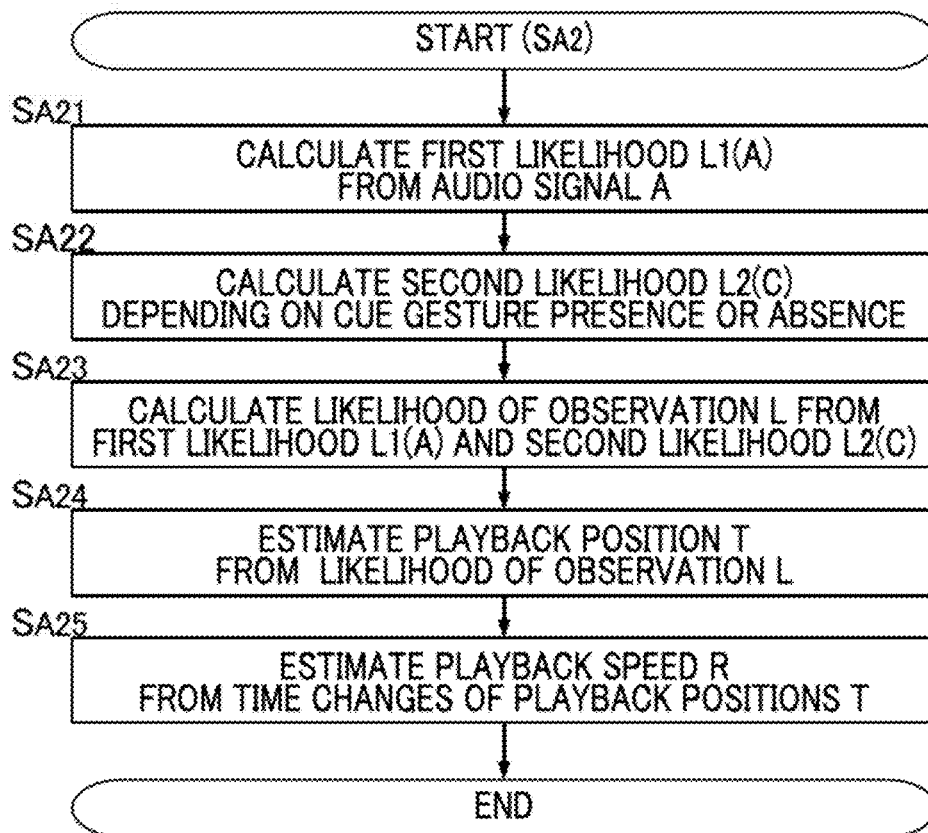 START (SA2)
SA21
CALCULATE FIRST LIKELIHOOD L1(A)
FROM AUDIO SIGNAL A
SA22
CALCULATE SECOND LIKELIHOOD L2(C)
DEPENDING ON CUE GESTURE PRESENCE OR ABSENCE
SA23
CALCULATE LIKELIHOOD OF OBSERVATION L FROM
FIRST LIKELIHOOD L1(A) AND SECOND LIKELIHOOD L2(C)
SA24
ESTIMATE PLAYBACK POSITION T
FROM LIKELIHOOD OF OBSERVATION L
SA25
ESTIMATE PLAYBACK SPEED R
FROM TIME CHANGES OF PLAYBACK POSITIONS T
END